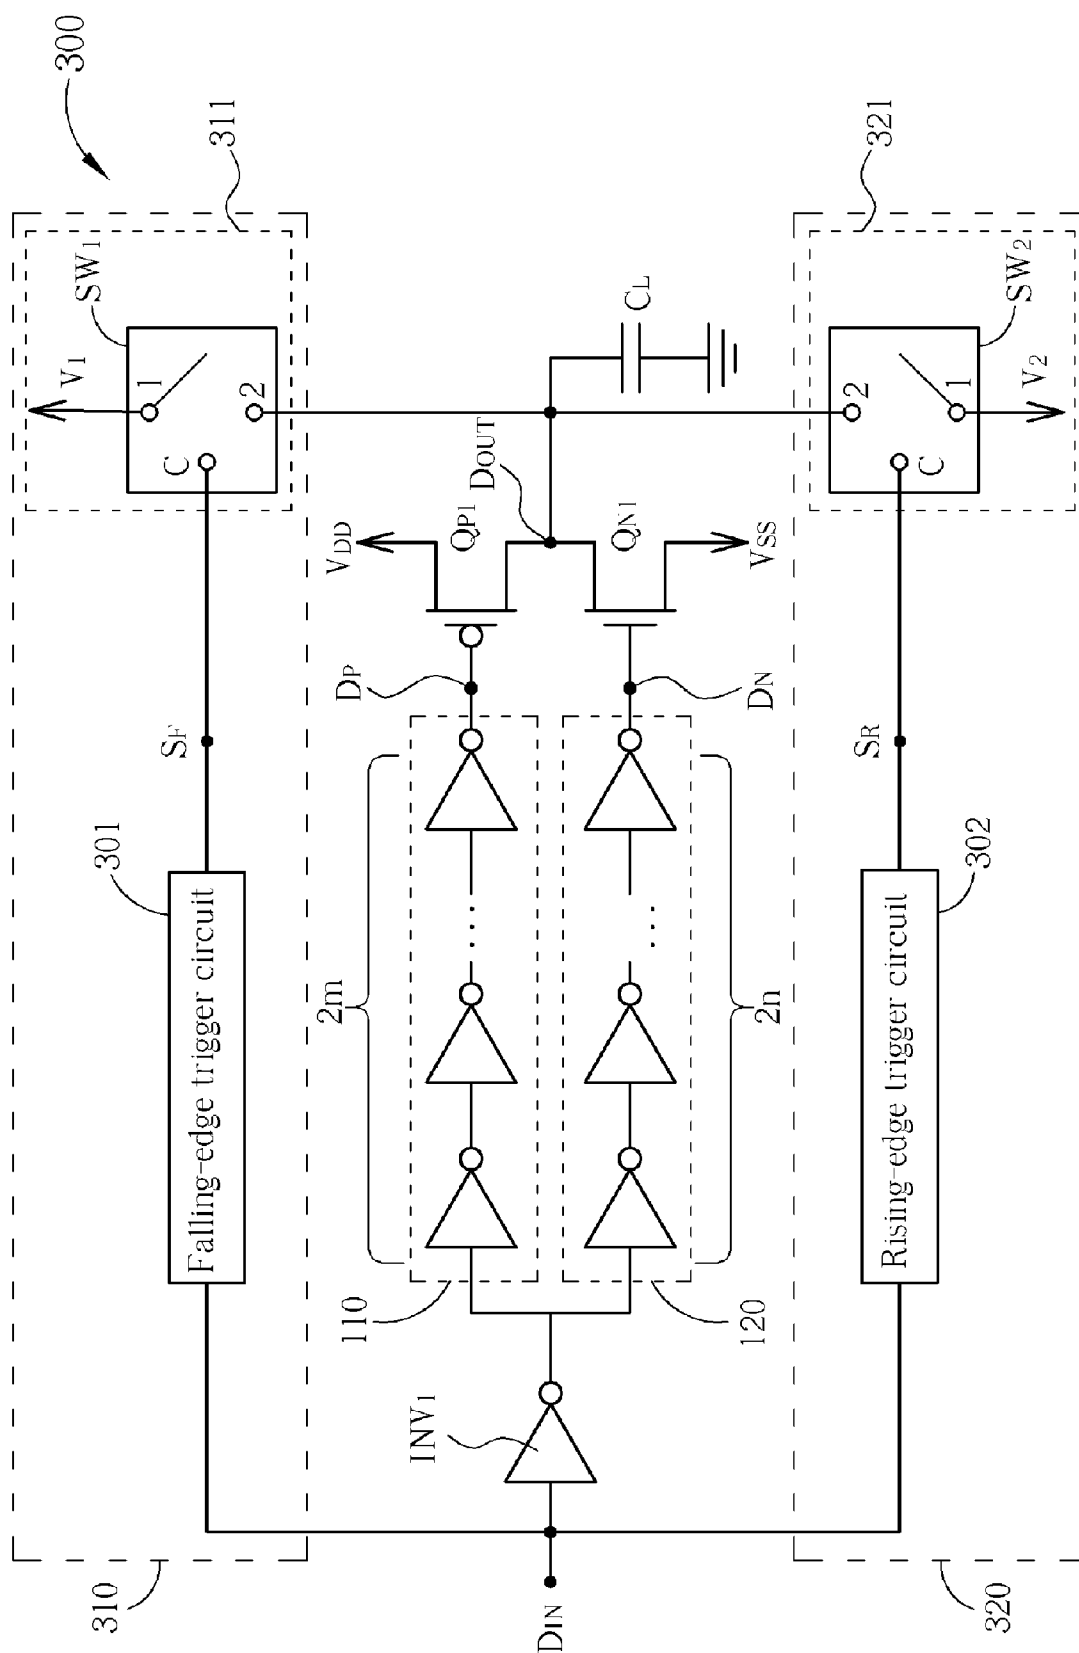 300
311
SW1
V1
1
2
C
SF
301
Falling-edge trigger circuit
310
VDD
QP1
DOUT
CL
DP
2m
110
INV1
DIN
QN1
VSS
DN
2n
120
321
SW2
V2
2
1
C
SR
302
Rising-edge trigger circuit
320